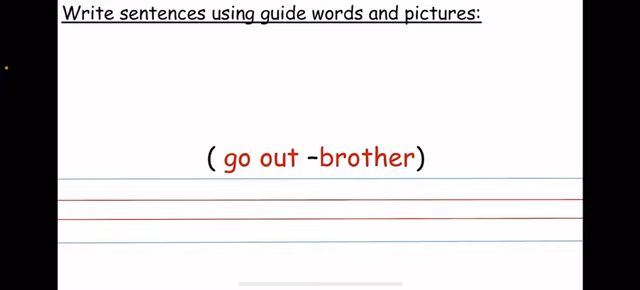 Write sentences using guide words and pictures:
( go out -brother)